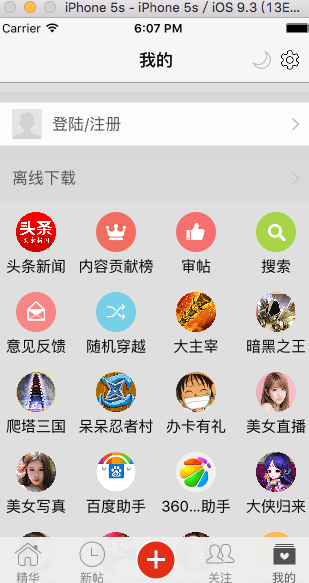 iPhone 5s - iPhone 5s / iOS 9.3 (13E...
Carrier 6:07 PM
我的
登陆/注册
离线下载
头条
头条新闻 内容贡献榜 审帖 搜索
意见反馈 随机穿越 大主宰 暗黑之王
爬塔三国 呆呆忍者村 办卡有礼 美女直播
美女写真 百度助手 360...助手 大侠归来
精华 新帖 关注 我的